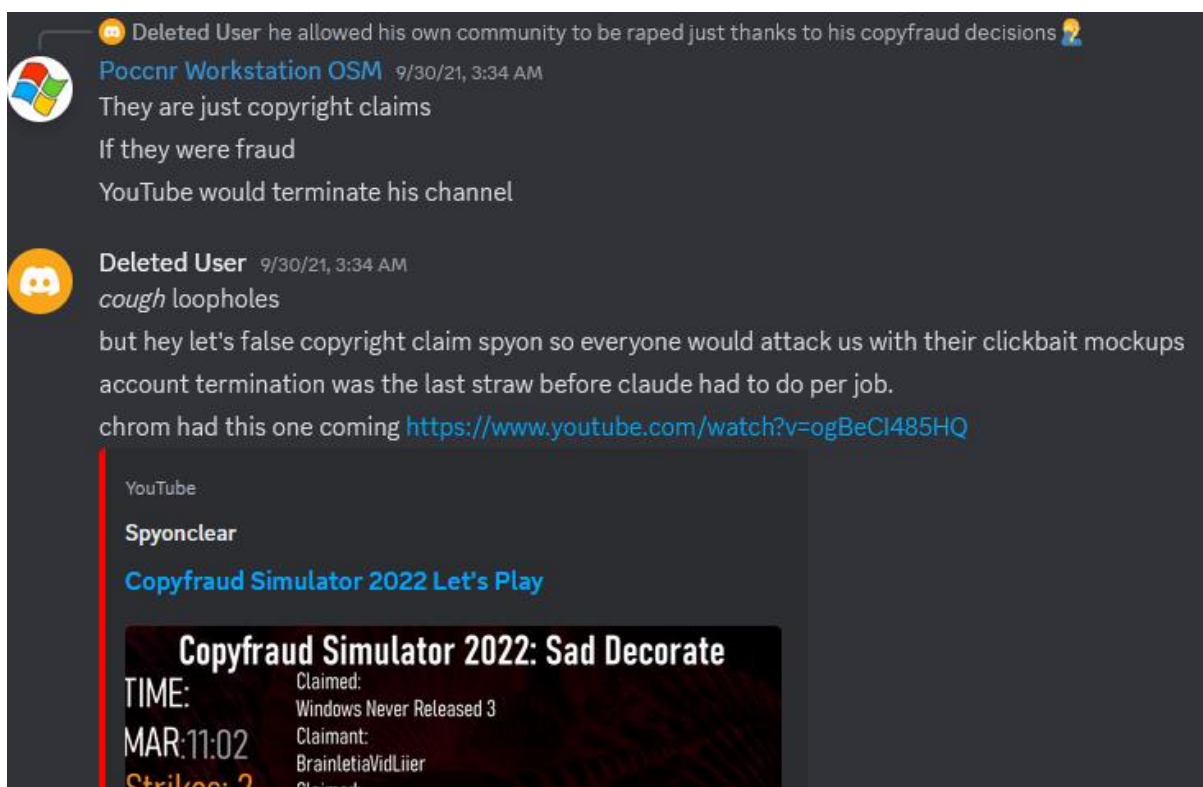 Deleted User he allowed his own community to be raped just thanks to his copyfraud decisions🤦‍♂️
Poccnr Workstation OSM 9/30/21, 3:34 AM
They are just copyright claims
If they were fraud
YouTube would terminate his channel
Deleted User 9/30/21, 3:34 AM
cough loopholes
but hey let's false copyright claim spyon so everyone would attack us with their clickbait mockups
account termination was the last straw before claude had to do per job.
chrom had this one coming https://www.youtube.com/watch?v=ogBeCI485HQ
YouTube
Spyonclear
Copyfraud Simulator 2022 Let's Play
Copyfraud Simulator 2022: Sad Decorate
TIME:
MAR:11:02
Strikes: 2
Claimed:
Windows Never Released 3
Claimant:
BrainletiaVidLiier
Claimed: